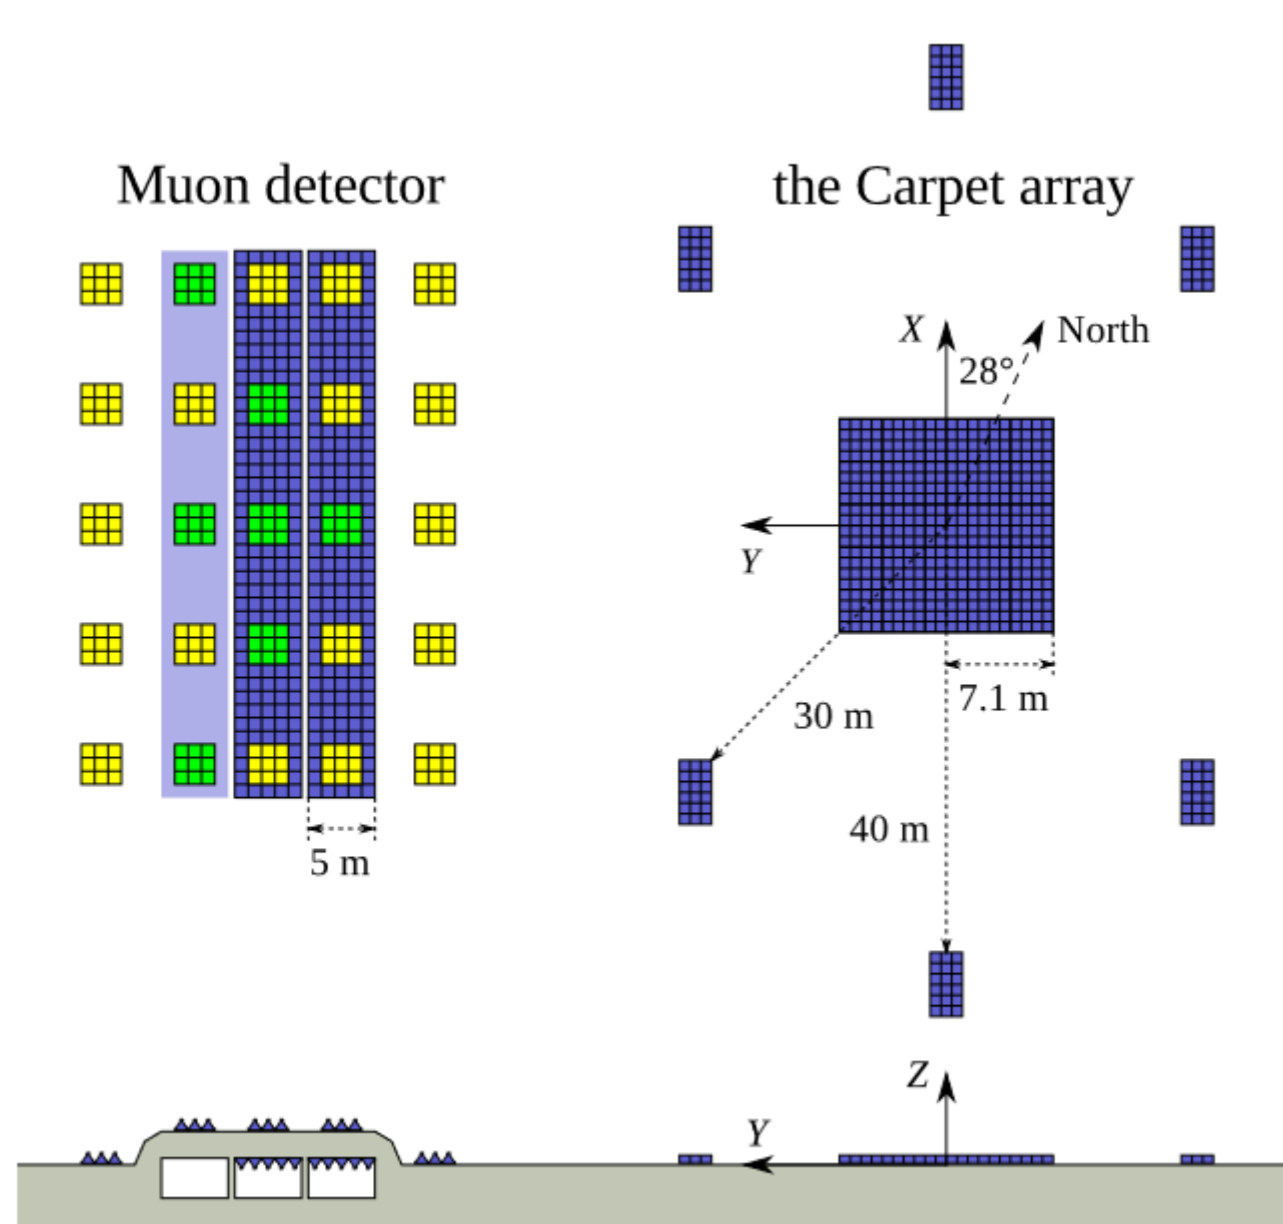 Muon detector
the Carpet array
X
North
28°
Y
7.1 m
30 m
40 m
5 m
Z
Y